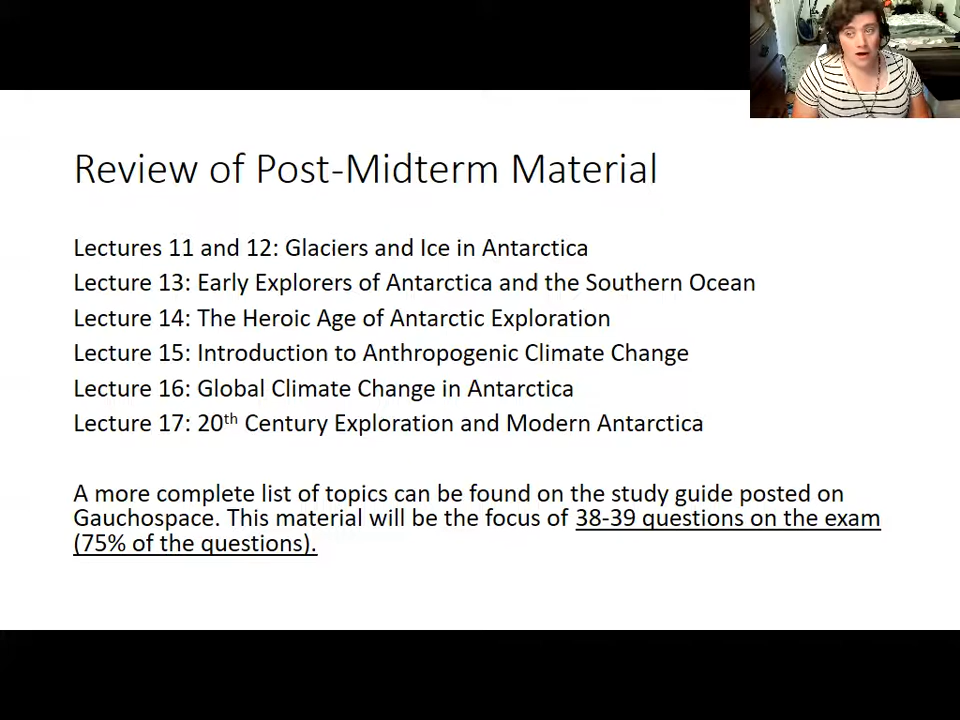 Review of Post-Midterm Material
Lectures 11 and 12: Glaciers and Ice in Antarctica
Lecture 13: Early Explorers of Antarctica and the Southern Ocean
Lecture 14: The Heroic Age of Antarctic Exploration
Lecture 15: Introduction to Anthropogenic Climate Change
Lecture 16: Global Climate Change in Antarctica
Lecture 17: 20th Century Exploration and Modern Antarctica
A more complete list of topics can be found on the study guide posted on
Gauchospace. This material will be the focus of 38-39 questions on the exam
(75% of the questions).